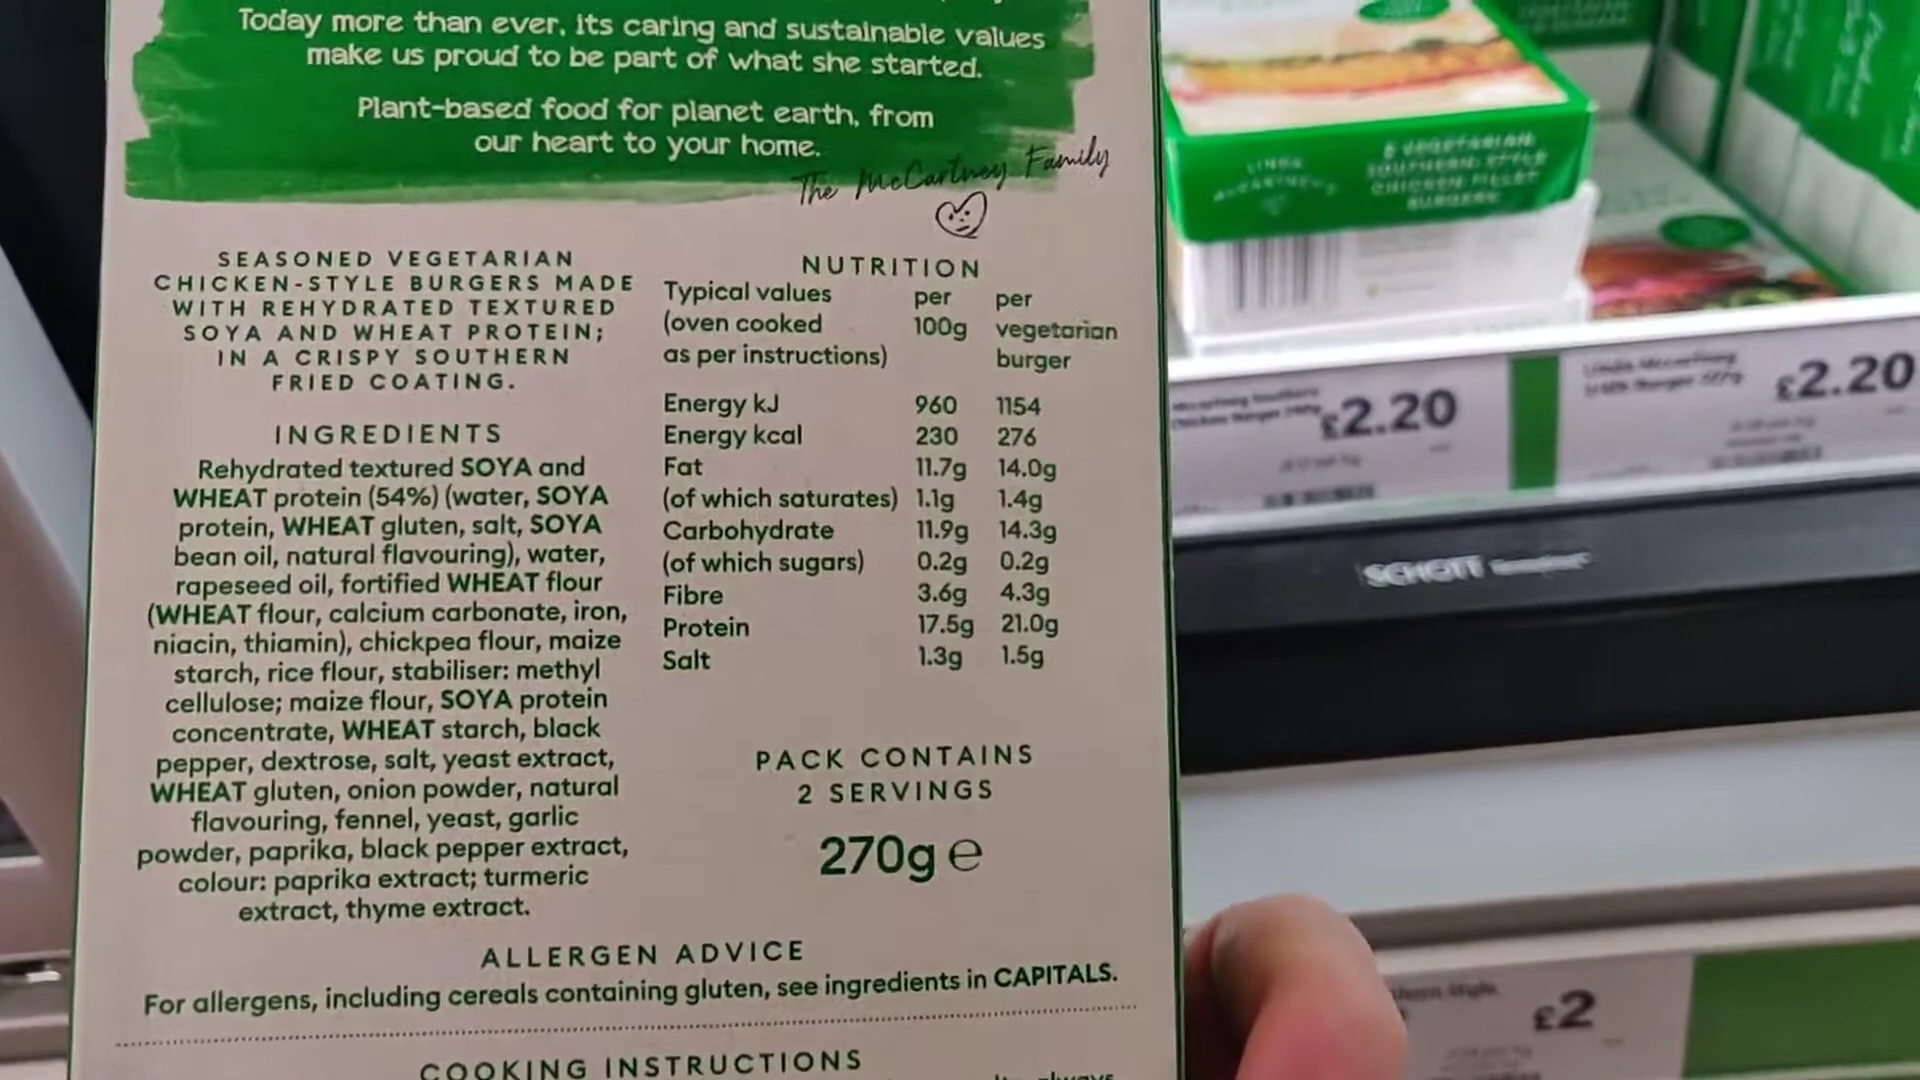 Today more than ever, its caring and sustainable values
make us proud to be part of what she started.
Plant-based food for planet earth, from
our heart to your home.
The McCartney Family
SEASONED VEGETARIAN
CHICKEN-STYLE BURGERS MADE
WITH REHYDRATED TEXTURED
SOYA AND WHEAT PROTEIN;
IN A CRISPY SOUTHERN
FRIED COATING.
INGREDIENTS
Rehydrated textured SOYA and
WHEAT protein (54%) (water, SOYA
protein, WHEAT gluten, salt, SOYA
bean oil, natural flavouring), water,
rapeseed oil, fortified WHEAT flour
(WHEAT flour, calcium carbonate, iron,
niacin, thiamin), chickpea flour, maize
starch, rice flour, stabiliser: methyl
cellulose; maize flour, SOYA protein
concentrate, WHEAT starch, black
pepper, dextrose, salt, yeast extract,
WHEAT gluten, onion powder, natural
flavouring, fennel, yeast, garlic
powder, paprika, black pepper extract,
colour: paprika extract; turmeric
extract, thyme extract.
NUTRITION
Typical values per per
(oven cooked 100g vegetarian
as per instructions) burger
Energy kJ 960 1154
Energy kcal 230 276
Fat 11.7g 14.0g
(of which saturates) 1.1g 1.4g
Carbohydrate 11.9g 14.3g
(of which sugars) 0.2g 0.2g
Fibre 3.6g 4.3g
Protein 17.5g 21.0g
Salt 1.3g 1.5g
PACK CONTAINS
2 SERVINGS
270g e
ALLERGEN ADVICE
For allergens, including cereals containing gluten, see ingredients in CAPITALS.
COOKING INSTRUCTIONS
always
LINDA
McCARTNEY'S
2 VEGETARIAN
SOUTHERN-STYLE
CHICKEN FILLET
BURGERS
£2.20
£2.20
SCHOTT
£2